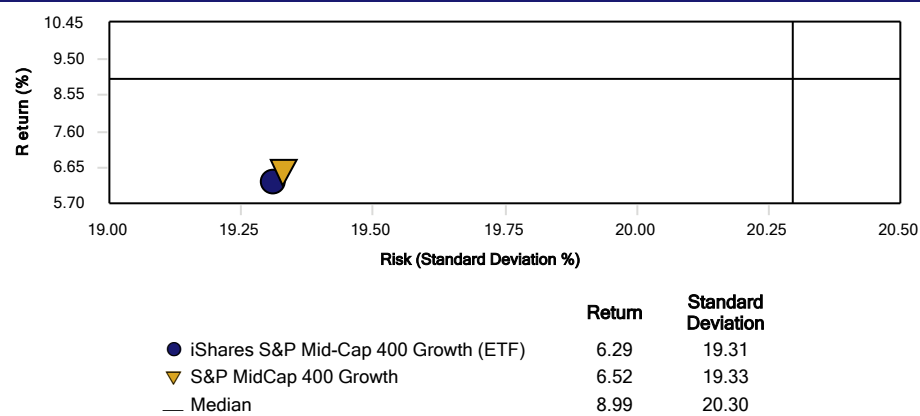 10.45
9.50
8.55
7.60
6.65
5.70
Return (%)
19.00 19.25 19.50 19.75 20.00 20.25 20.50
Risk (Standard Deviation %)
Return Standard Deviation
iShares S&P Mid-Cap 400 Growth (ETF) 6.29 19.31
S&P MidCap 400 Growth 6.52 19.33
Median 8.99 20.30